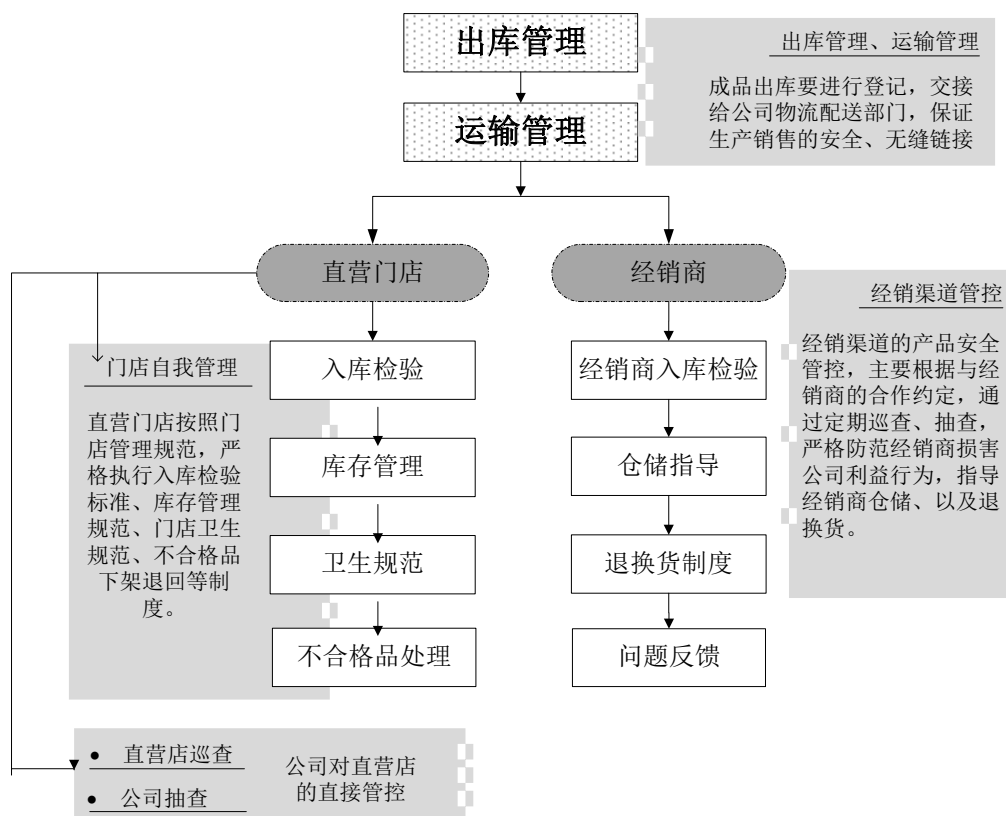 出库管理
出库管理、运输管理
成品出库要进行登记，交接
给公司物流配送部门，保证
生产销售的安全、无缝链接
运输管理
直营门店
经销商
经销渠道管控
经销渠道的产品安全
管控，主要根据与经
销商的合作约定，通
过定期巡查、抽查，
严格防范经销商损害
公司利益行为，指导
经销商仓储、以及退
换货。
门店自我管理
直营门店按照门
店管理规范，严
格执行入库检验
标准、库存管理
规范、门店卫生
规范、不合格品
下架退回等制
度。
入库检验
库存管理
卫生规范
不合格品处理
经销商入库检验
仓储指导
退换货制度
问题反馈
● 直营店巡查
● 公司抽查
公司对直营店
的直接管控